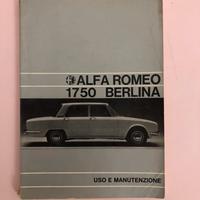 ALFA ROMEO
1750 BERLINA
USO E MANUTENZIONE